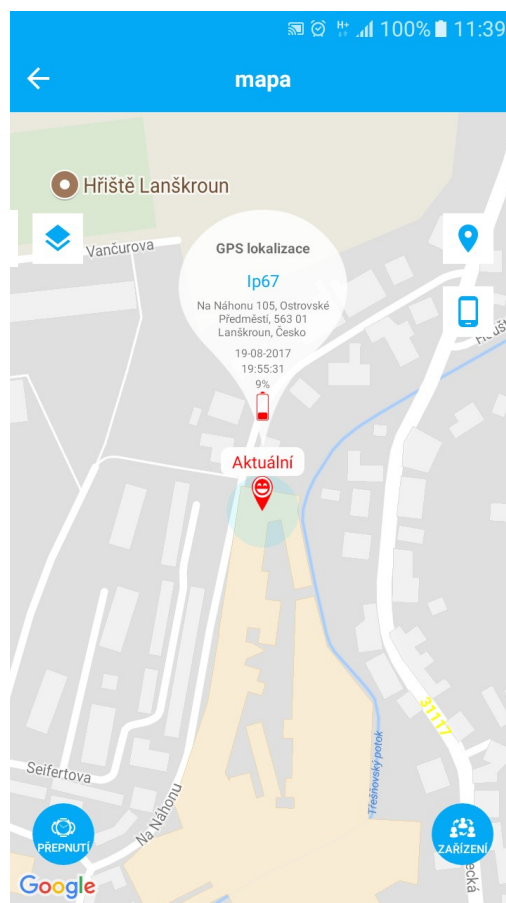 H+
100%
11:39
mapa
Hřiště Lanškroun
Vančurova
GPS lokalizace
Ip67
Na Náhonu 105, Ostrovské
Předměstí, 563 01
Lanškroun, Česko
19-08-2017
19:55:31
9%
Aktuální
31117
Třešňovský potok
Seifertova
Na Náhonu
PŘEPNUTÍ
ZAŘÍZENÍ
Google